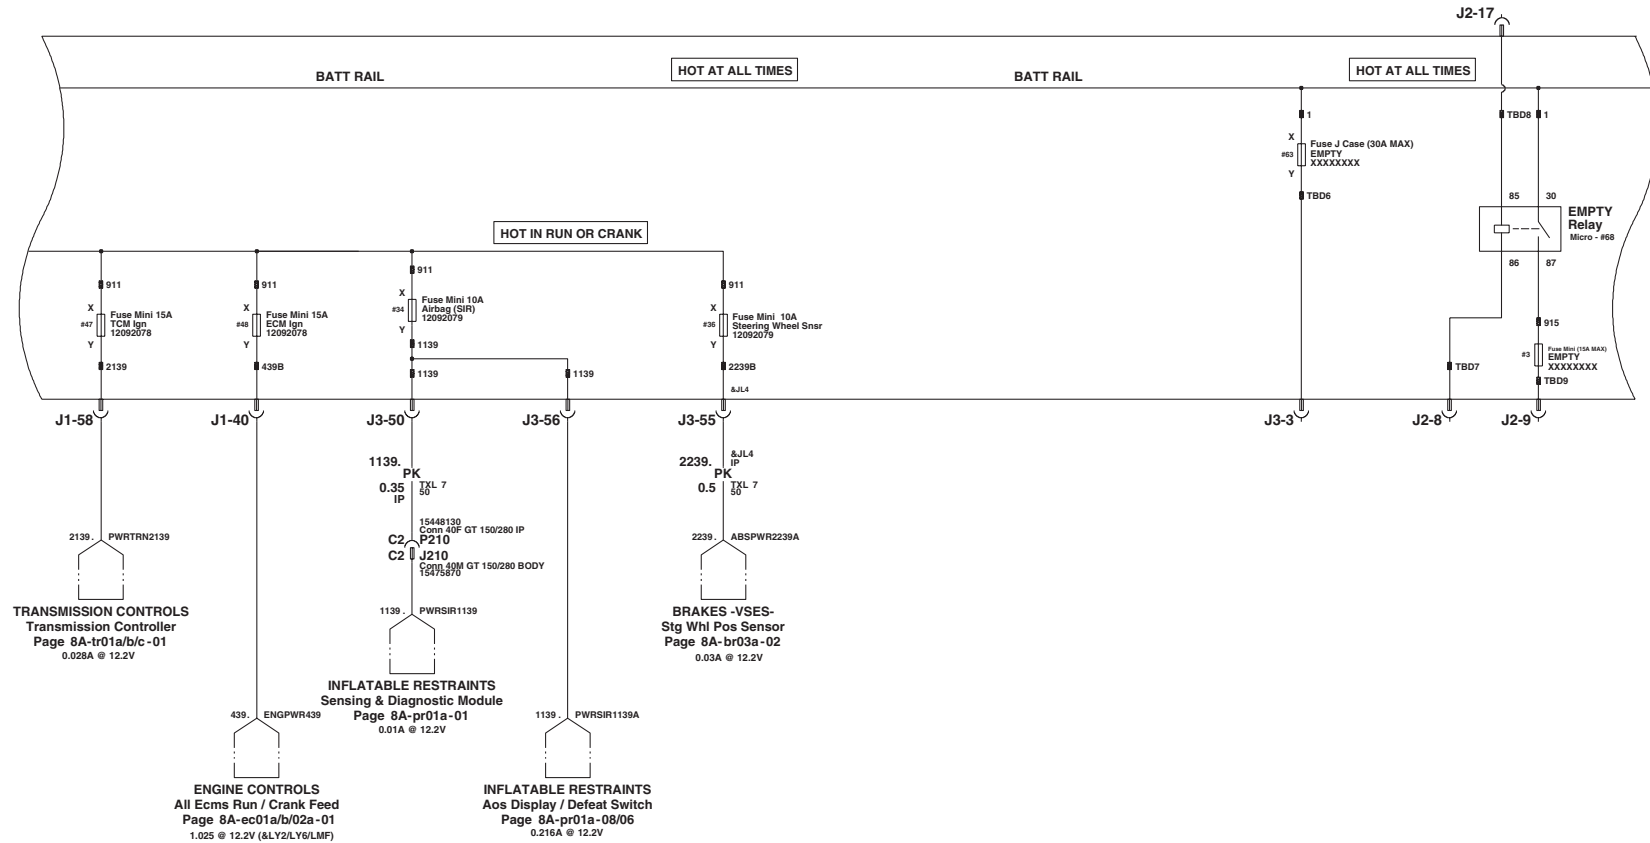 J2-17
BATT RAIL
HOT AT ALL TIMES
BATT RAIL
HOT AT ALL TIMES
1
X
#63
Y
Fuse J Case (30A MAX)
EMPTY
XXXXXXXX
TBD6
TBD8
1
85
30
EMPTY
Relay
Micro - #68
86
87
HOT IN RUN OR CRANK
911
X
#47
Y
Fuse Mini 15A
TCM Ign
12092078
2139
911
X
#48
Y
Fuse Mini 15A
ECM Ign
12092078
439B
911
X
#34
Y
Fuse Mini 10A
Airbag (SIR)
12092079
1139
1139
1139
911
X
#36
Y
Fuse Mini 10A
Steering Wheel Snsr
12092079
2239B
&JL4
TBD7
915
#3
Fuse Mini (15A MAX)
EMPTY
XXXXXXXX
TBD9
J1-58
J1-40
J3-50
J3-56
J3-55
J3-3
J2-8
J2-9
1139.
PK
0.35
IP
TXL 7
50
2239.
&JL4
IP
PK
0.5
TXL 7
50
15448130
Conn 40F GT 150/280 IP
C2 P210
C2 J210
Conn 40M GT 150/280 BODY
15475870
2139. PWRTRN2139
TRANSMISSION CONTROLS
Transmission Controller
Page 8A-tr01a/b/c-01
0.028A @ 12.2V
2239. ABSPWR2239A
BRAKES -VSES-
Stg Whl Pos Sensor
Page 8A-br03a-02
0.03A @ 12.2V
1139. PWRSIR1139
INFLATABLE RESTRAINTS
Sensing & Diagnostic Module
Page 8A-pr01a-01
0.01A @ 12.2V
439. ENGPWR439
ENGINE CONTROLS
All Ecms Run / Crank Feed
Page 8A-ec01a/b/02a-01
1.025 @ 12.2V (&LY2/LY6/LMF)
1139. PWRSIR1139A
INFLATABLE RESTRAINTS
Aos Display / Defeat Switch
Page 8A-pr01a-08/06
0.216A @ 12.2V